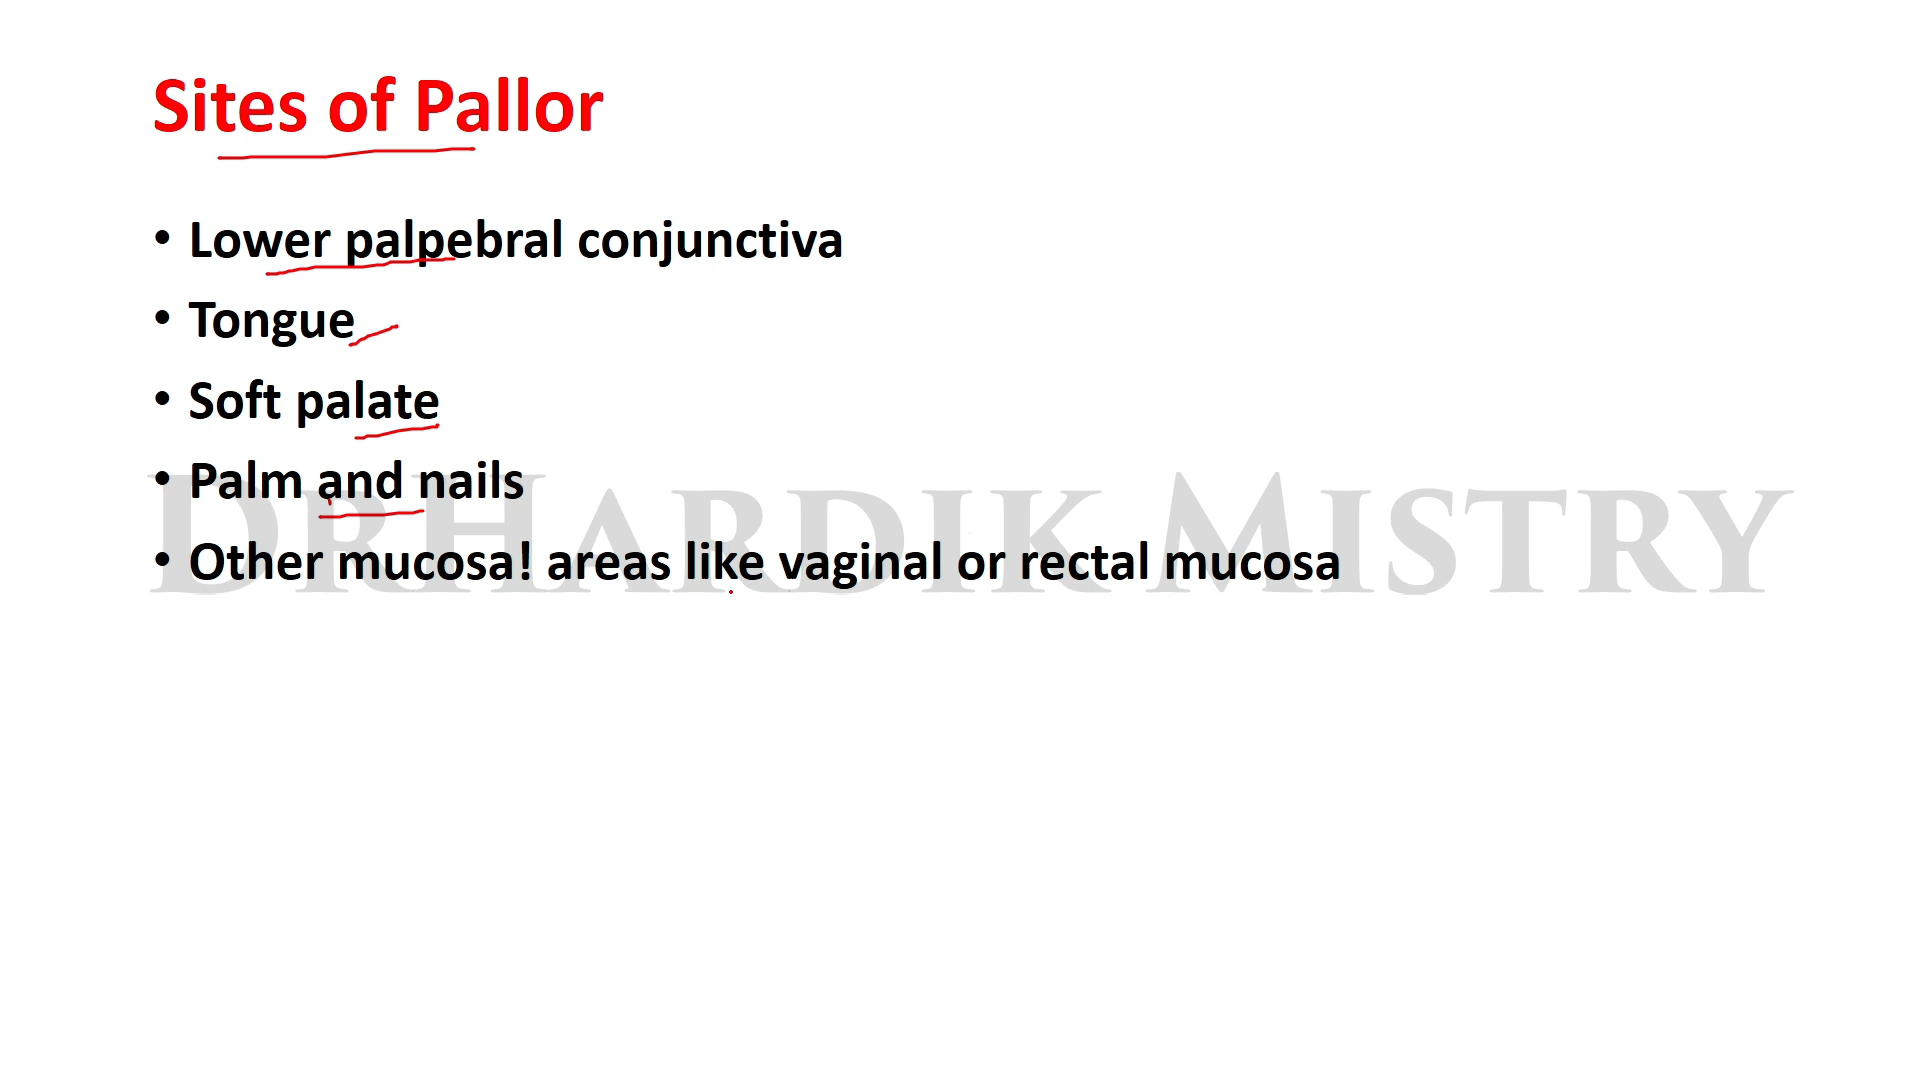 Sites of Pallor
• Lower palpebral conjunctiva
• Tongue
• Soft palate
• Palm and nails
DrHardik Mistry
• Other mucosa! areas like vaginal or rectal mucosa